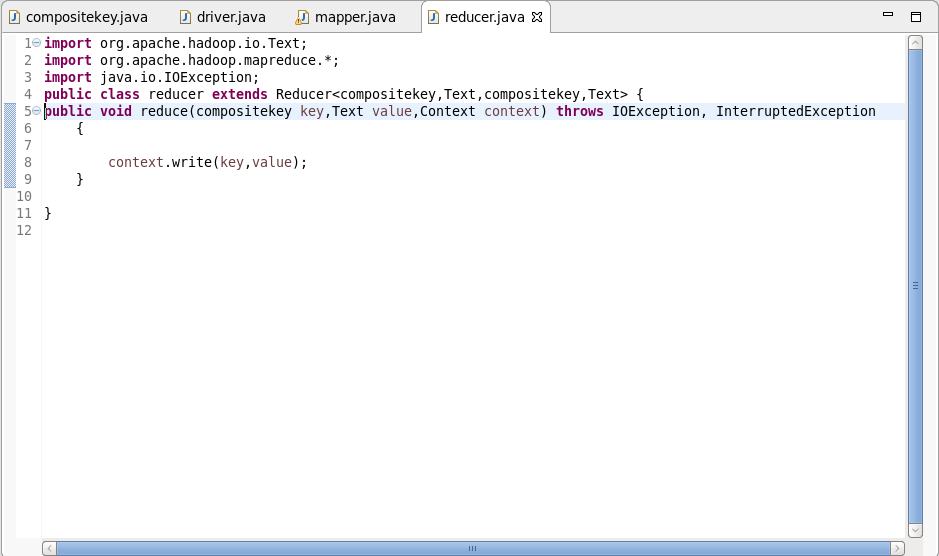 compositekey.java driver.java mapper.java reducer.java
1 import org.apache.hadoop.io.Text;
2 import org.apache.hadoop.mapreduce.*;
3 import java.io.IOException;
4 public class reducer extends Reducer<compositekey,Text,compositekey,Text> {
5 public void reduce(compositekey key,Text value,Context context) throws IOException, InterruptedException
6     {
7
8         context.write(key,value);
9     }
10
11 }
12